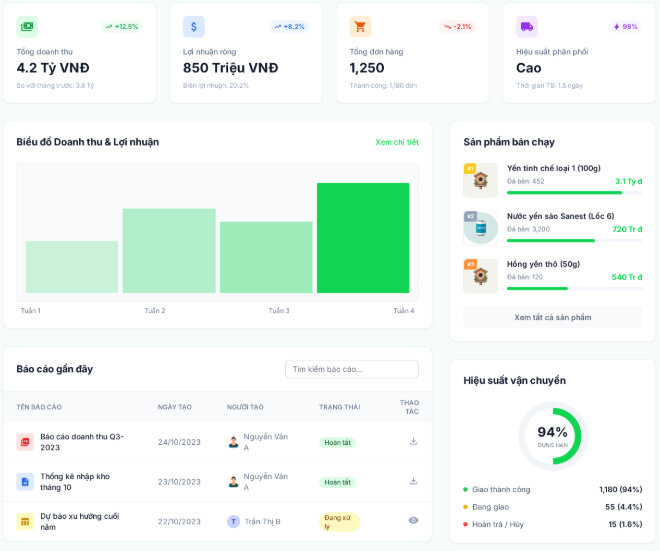 +12.5%
Tổng doanh thu
4.2 Tỷ VNĐ
So với tháng trước: 3.8 Tỷ
+8.2%
Lợi nhuận ròng
850 Triệu VNĐ
Biên lợi nhuận: 20.2%
-2.1%
Tổng đơn hàng
1,250
Thành công: 1,180 đơn
98%
Hiệu suất phân phối
Cao
Thời gian TB: 1.5 ngày
Biểu đồ Doanh thu & Lợi nhuận
Xem chi tiết
Tuần 1
Tuần 2
Tuần 3
Tuần 4
Sản phẩm bán chạy
#1
Yến tinh chế loại 1 (100g)
Đã bán: 452
3.1 Tỷ đ
#2
Nước yến sào Sanest (Lốc 6)
Đã bán: 3,200
720 Tr đ
#3
Hồng yến thô (50g)
Đã bán: 120
540 Tr đ
Xem tất cả sản phẩm
Báo cáo gần đây
Tìm kiếm báo cáo...
TÊN BÁO CÁO
NGÀY TẠO
NGƯỜI TẠO
TRẠNG THÁI
THAO
TÁC
Báo cáo doanh thu Q3-
2023
24/10/2023
Nguyễn Văn
A
Hoàn tất
Thống kê nhập kho
tháng 10
23/10/2023
Nguyễn Văn
A
Hoàn tất
Dự báo xu hướng cuối
năm
22/10/2023
T
Trần Thị B
Đang xử
lý
Hiệu suất vận chuyển
94%
ĐÚNG HẠN
Giao thành công
1,180 (94%)
Đang giao
55 (4.4%)
Hoàn trả / Hủy
15 (1.6%)